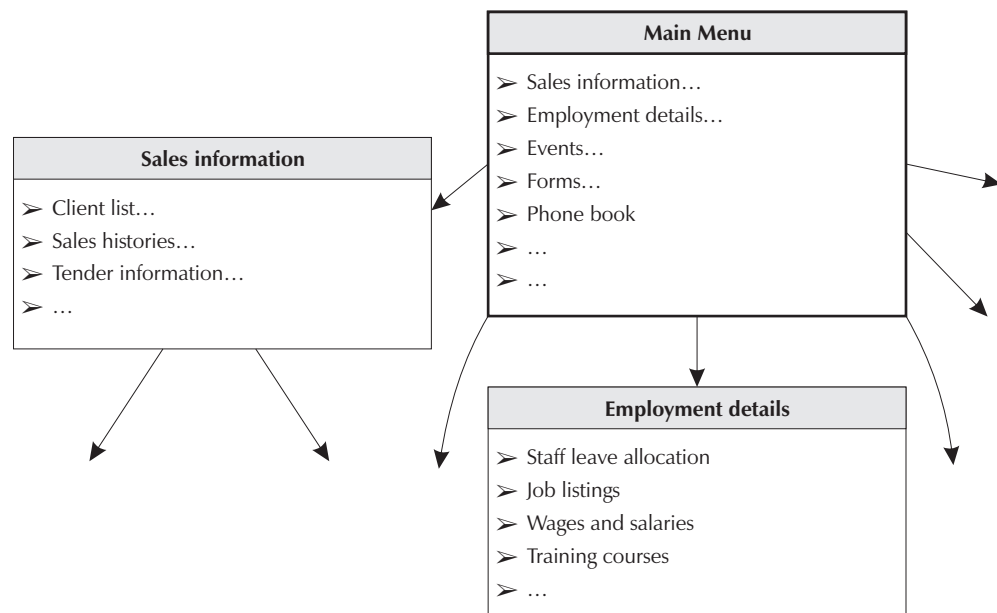 Main Menu
➢ Sales information…
➢ Employment details…
➢ Events…
➢ Forms…
➢ Phone book
➢ …
➢ …
Sales information
➢ Client list…
➢ Sales histories…
➢ Tender information…
➢ …
Employment details
➢ Staff leave allocation
➢ Job listings
➢ Wages and salaries
➢ Training courses
➢ …